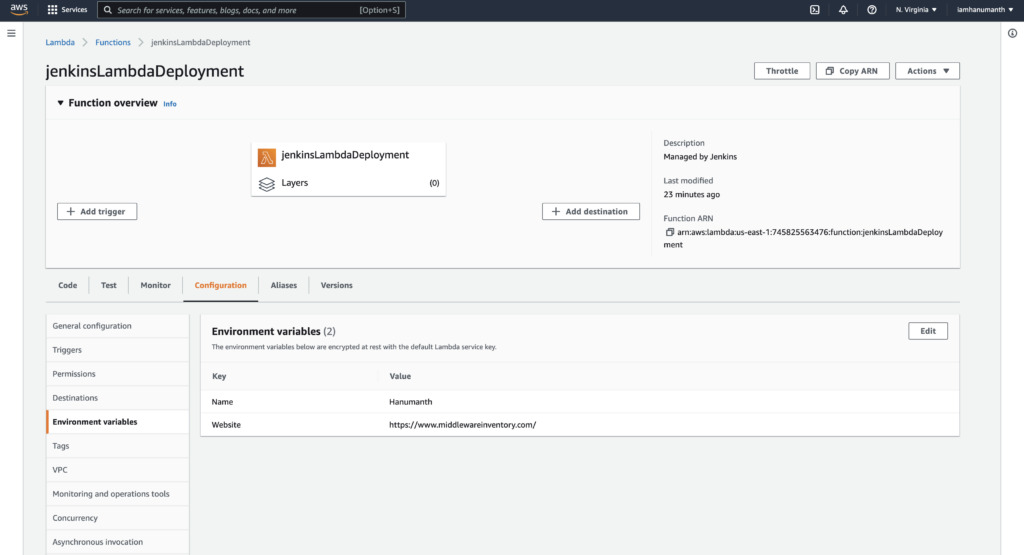 aws
Services
Search for services, features, blogs, docs, and more [Option+S]
N. Virginia
iamhanumanth
Lambda > Functions > jenkinsLambdaDeployment
jenkinsLambdaDeployment
Throttle
Copy ARN
Actions
Function overview Info
jenkinsLambdaDeployment
Layers (0)
+ Add trigger
+ Add destination
Description
Managed by Jenkins
Last modified
23 minutes ago
Function ARN
arn:aws:lambda:us-east-1:745825563476:function:jenkinsLambdaDeploy
ment
Code
Test
Monitor
Configuration
Aliases
Versions
General configuration
Triggers
Permissions
Destinations
Environment variables
Tags
VPC
Monitoring and operations tools
Concurrency
Asynchronous invocation
Environment variables (2)
Edit
The environment variables below are encrypted at rest with the default Lambda service key.
Key Value
Name Hanumanth
Website https://www.middlewareinventory.com/